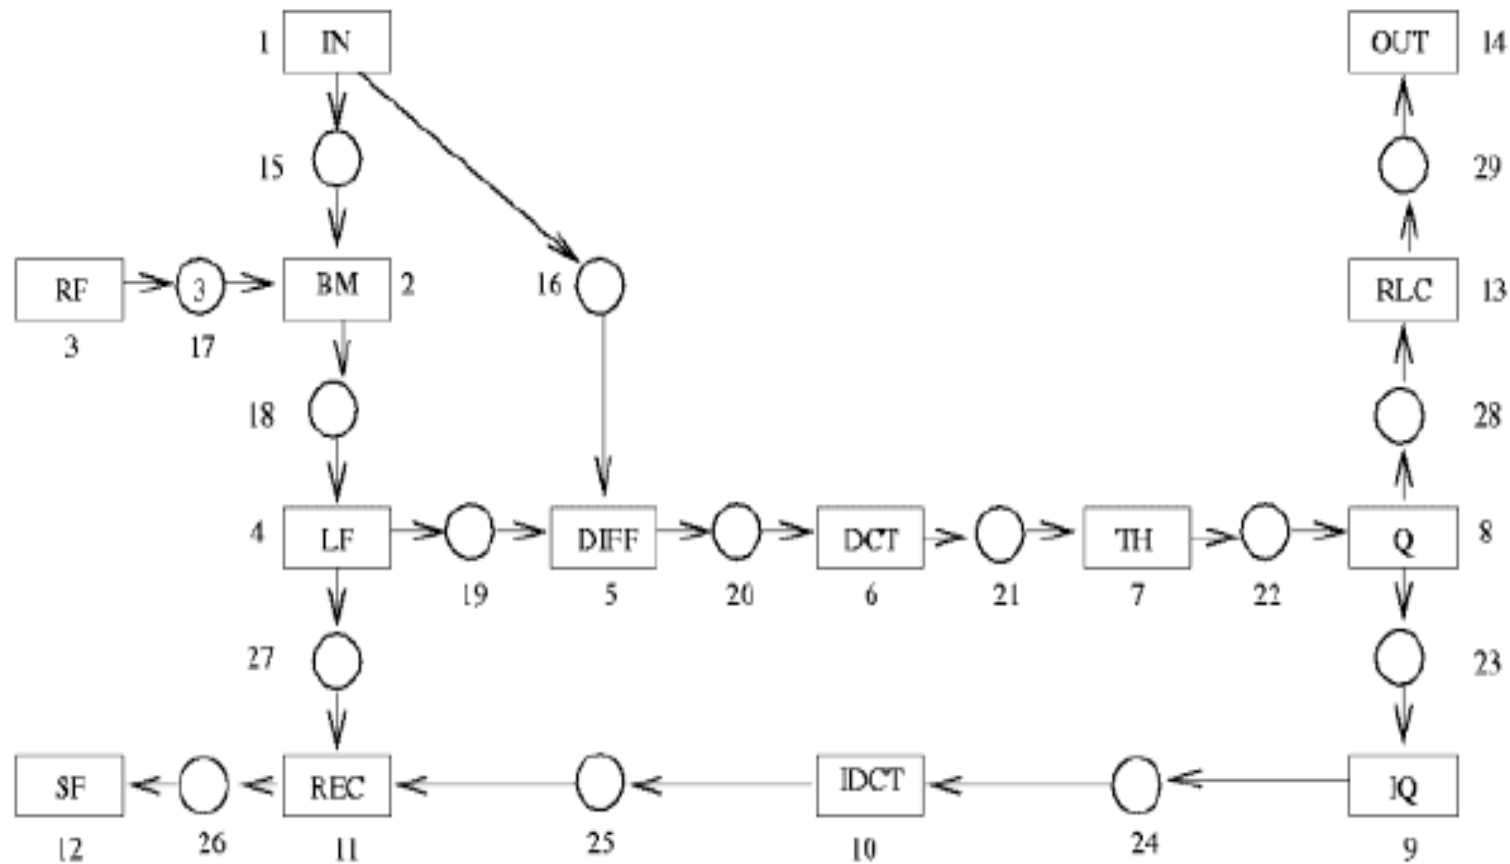 1 IN OUT 14
15 29
RF 3 BM 2 16 RLC 13
3 17
18 28
4 LF DIFF DCT TH Q 8
19 5 20 6 21 7 22
27 23
SF REC IDCT IQ
12 26 11 25 10 24 9